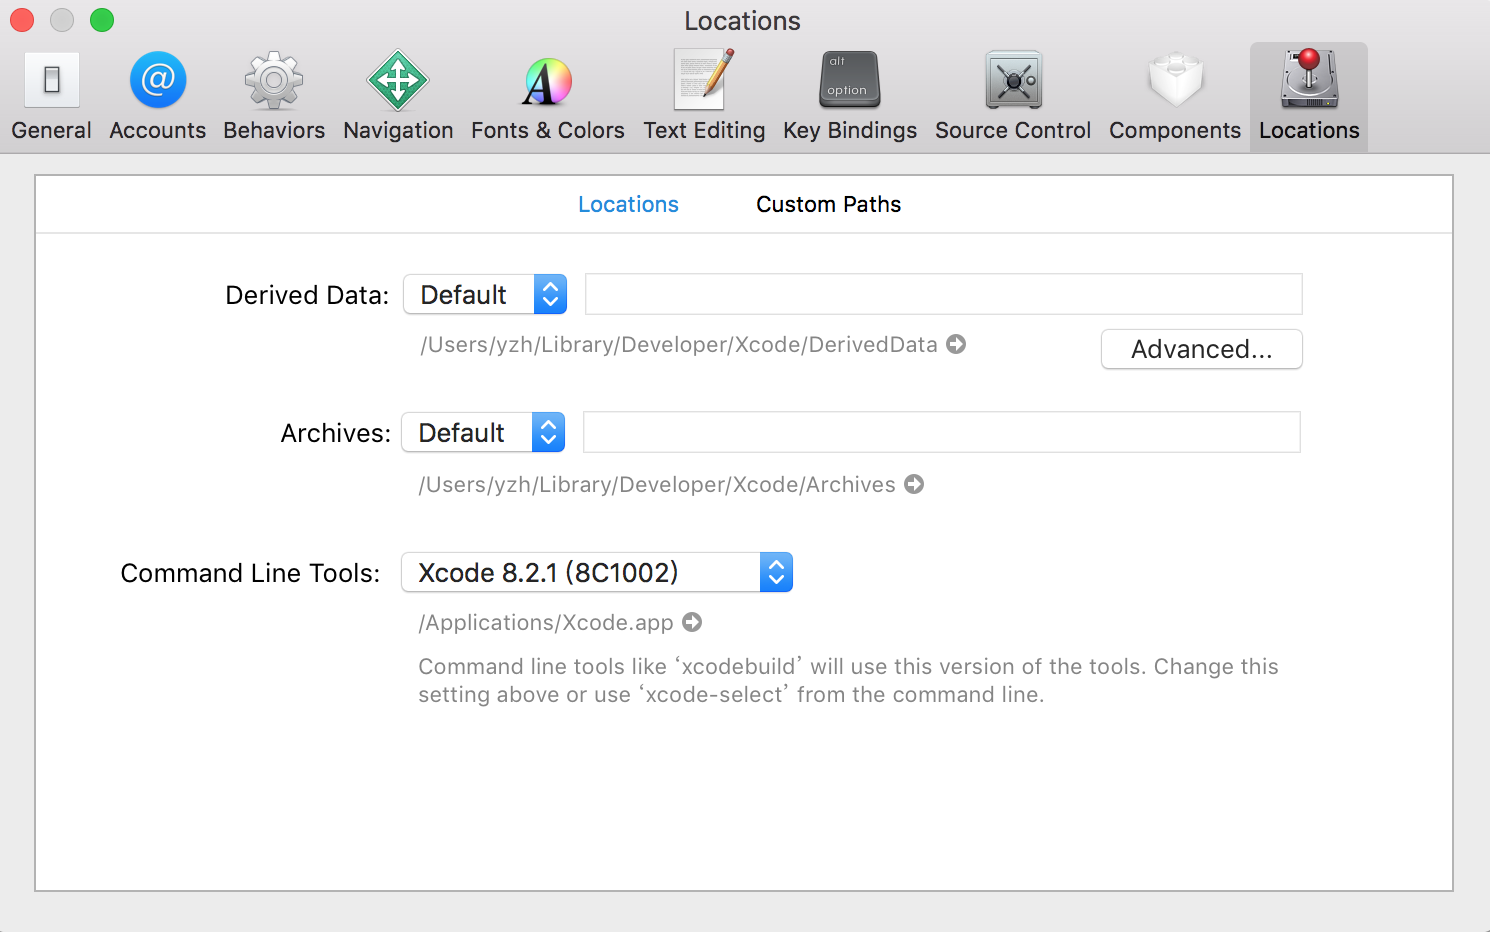 Locations
General
Accounts
Behaviors
Navigation
Fonts & Colors
Text Editing
alt
option
Key Bindings
Source Control
Components
Locations
Locations
Custom Paths
Derived Data:
Default
/Users/yzh/Library/Developer/Xcode/DerivedData
Advanced...
Archives:
Default
/Users/yzh/Library/Developer/Xcode/Archives
Command Line Tools:
Xcode 8.2.1 (8C1002)
/Applications/Xcode.app
Command line tools like ‘xcodebuild’ will use this version of the tools. Change this
setting above or use ‘xcode-select’ from the command line.